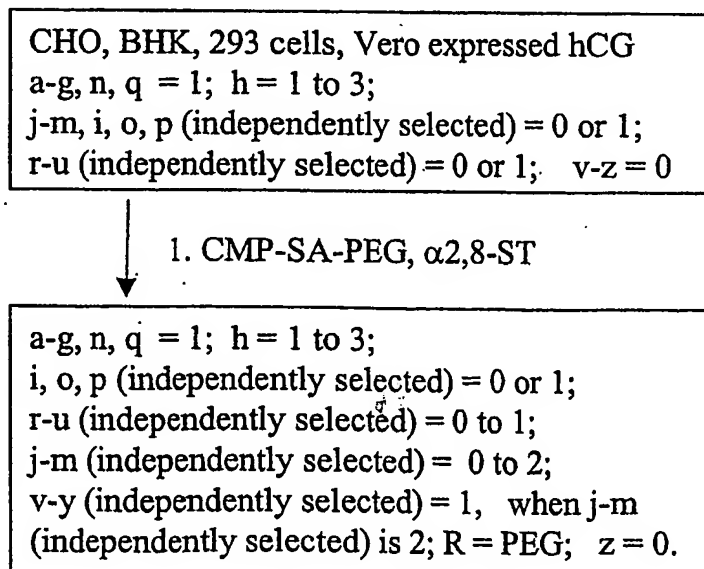 CHO, BHK, 293 cells, Vero expressed hCG
a-g, n, q = 1; h = 1 to 3;
j-m, i, o, p (independently selected) = 0 or 1;
r-u (independently selected) = 0 or 1; v-z = 0
1. CMP-SA-PEG, α2,8-ST
a-g, n, q = 1; h = 1 to 3;
i, o, p (independently selected) = 0 or 1;
r-u (independently selected) = 0 to 1;
j-m (independently selected) = 0 to 2;
v-y (independently selected) = 1, when j-m
(independently selected) is 2; R = PEG; z = 0.